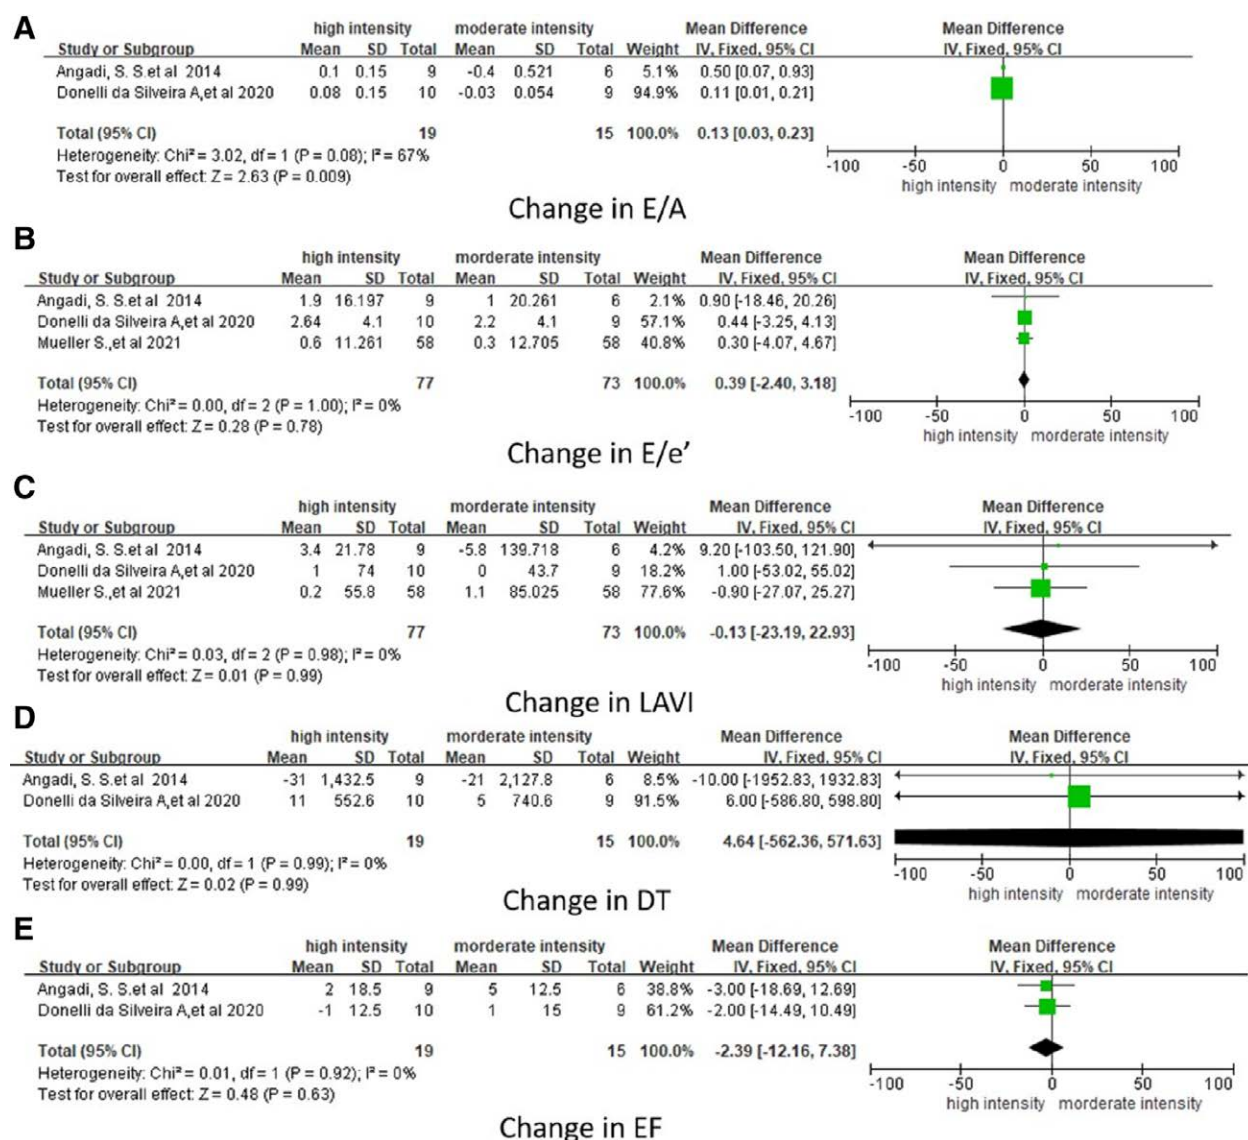 A
high intensity moderate intensity Mean Difference Mean Difference
Study or Subgroup Mean SD Total Mean SD Total Weight IV, Fixed, 95% CI IV, Fixed, 95% CI
Angadi, S. S.et al 2014 0.1 0.15 9 -0.4 0.521 6 5.1% 0.50 [0.07, 0.93]
Donelli da Silveira A,et al 2020 0.08 0.15 10 -0.03 0.054 9 94.9% 0.11 [0.01, 0.21]
Total (95% CI) 19 15 100.0% 0.13 [0.03, 0.23]
Heterogeneity: Chi² = 3.02, df = 1 (P = 0.08); I² = 67%
Test for overall effect: Z = 2.63 (P = 0.009)
-100 -50 0 50 100
high intensity moderate intensity
Change in E/A
B
high intensity morderate intensity Mean Difference Mean Difference
Study or Subgroup Mean SD Total Mean SD Total Weight IV, Fixed, 95% CI IV, Fixed, 95% CI
Angadi, S. S.et al 2014 1.9 16.197 9 1 20.261 6 2.1% 0.90 [-18.46, 20.26]
Donelli da Silveira A,et al 2020 2.64 4.1 10 2.2 4.1 9 57.1% 0.44 [-3.25, 4.13]
Mueller S.,et al 2021 0.6 11.261 58 0.3 12.705 58 40.8% 0.30 [-4.07, 4.67]
Total (95% CI) 77 73 100.0% 0.39 [-2.40, 3.18]
Heterogeneity: Chi² = 0.00, df = 2 (P = 1.00); I² = 0%
Test for overall effect: Z = 0.28 (P = 0.78)
-100 -50 0 50 100
high intensity morderate intensity
Change in E/e’
C
high intensity morderate intensity Mean Difference Mean Difference
Study or Subgroup Mean SD Total Mean SD Total Weight IV, Fixed, 95% CI IV, Fixed, 95% CI
Angadi, S. S.et al 2014 3.4 21.78 9 -5.8 139.718 6 4.2% 9.20 [-103.50, 121.90]
Donelli da Silveira A,et al 2020 1 74 10 0 43.7 9 18.2% 1.00 [-53.02, 55.02]
Mueller S.,et al 2021 0.2 55.8 58 1.1 85.025 58 77.6% -0.90 [-27.07, 25.27]
Total (95% CI) 77 73 100.0% -0.13 [-23.19, 22.93]
Heterogeneity: Chi² = 0.03, df = 2 (P = 0.98); I² = 0%
Test for overall effect: Z = 0.01 (P = 0.99)
-100 -50 0 50 100
high intensity morderate intensity
Change in LAVI
D
high intensity morderate intensity Mean Difference Mean Difference
Study or Subgroup Mean SD Total Mean SD Total Weight IV, Fixed, 95% CI IV, Fixed, 95% CI
Angadi, S. S.et al 2014 -31 1,432.5 9 -21 2,127.8 6 8.5% -10.00 [-1952.83, 1932.83]
Donelli da Silveira A,et al 2020 11 552.6 10 5 740.6 9 91.5% 6.00 [-586.80, 598.80]
Total (95% CI) 19 15 100.0% 4.64 [-562.36, 571.63]
Heterogeneity: Chi² = 0.00, df = 1 (P = 0.99); I² = 0%
Test for overall effect: Z = 0.02 (P = 0.99)
-100 -50 0 50 100
high intensity morderate intensity
Change in DT
E
high intensity morderate intensity Mean Difference Mean Difference
Study or Subgroup Mean SD Total Mean SD Total Weight IV, Fixed, 95% CI IV, Fixed, 95% CI
Angadi, S. S.et al 2014 2 18.5 9 5 12.5 6 38.8% -3.00 [-18.69, 12.69]
Donelli da Silveira A,et al 2020 -1 12.5 10 1 15 9 61.2% -2.00 [-14.49, 10.49]
Total (95% CI) 19 15 100.0% -2.39 [-12.16, 7.38]
Heterogeneity: Chi² = 0.01, df = 1 (P = 0.92); I² = 0%
Test for overall effect: Z = 0.48 (P = 0.63)
-100 -50 0 50 100
high intensity morderate intensity
Change in EF